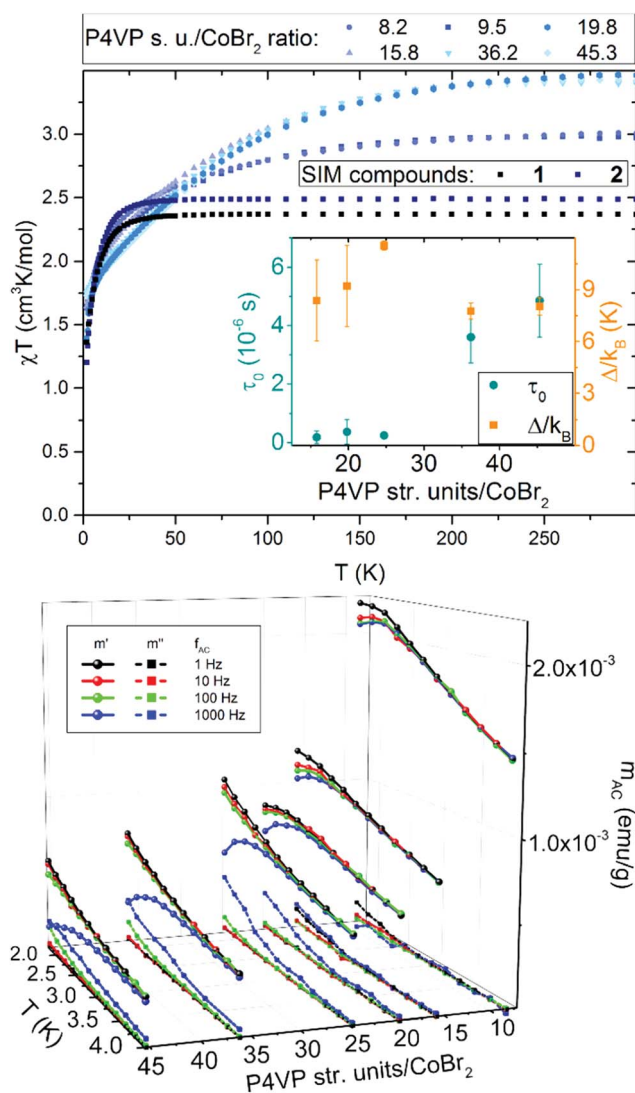 P4VP s. u./CoBr₂ ratio: 8.2 9.5 19.8
15.8 36.2 45.3
3.0
2.5
2.0
1.5
1.0
0.5
0.0
χT (cm³K/mol)
SIM compounds: 1 2
6
4
2
0
τ₀ (10⁻⁶ s)
9
6
3
0
Δ/k_B (K)
τ₀
Δ/k_B
20 30 40
P4VP str. units/CoBr₂
0 50 100 150 200 250
T (K)
m' m" f_AC
1 Hz
10 Hz
100 Hz
1000 Hz
2.0x10⁻³
1.0x10⁻³
m_AC (emu/g)
2.0
2.5
3.0
3.5
4.0
T (K)
45 40 35 30 25 20 15 10
P4VP str. units/CoBr₂